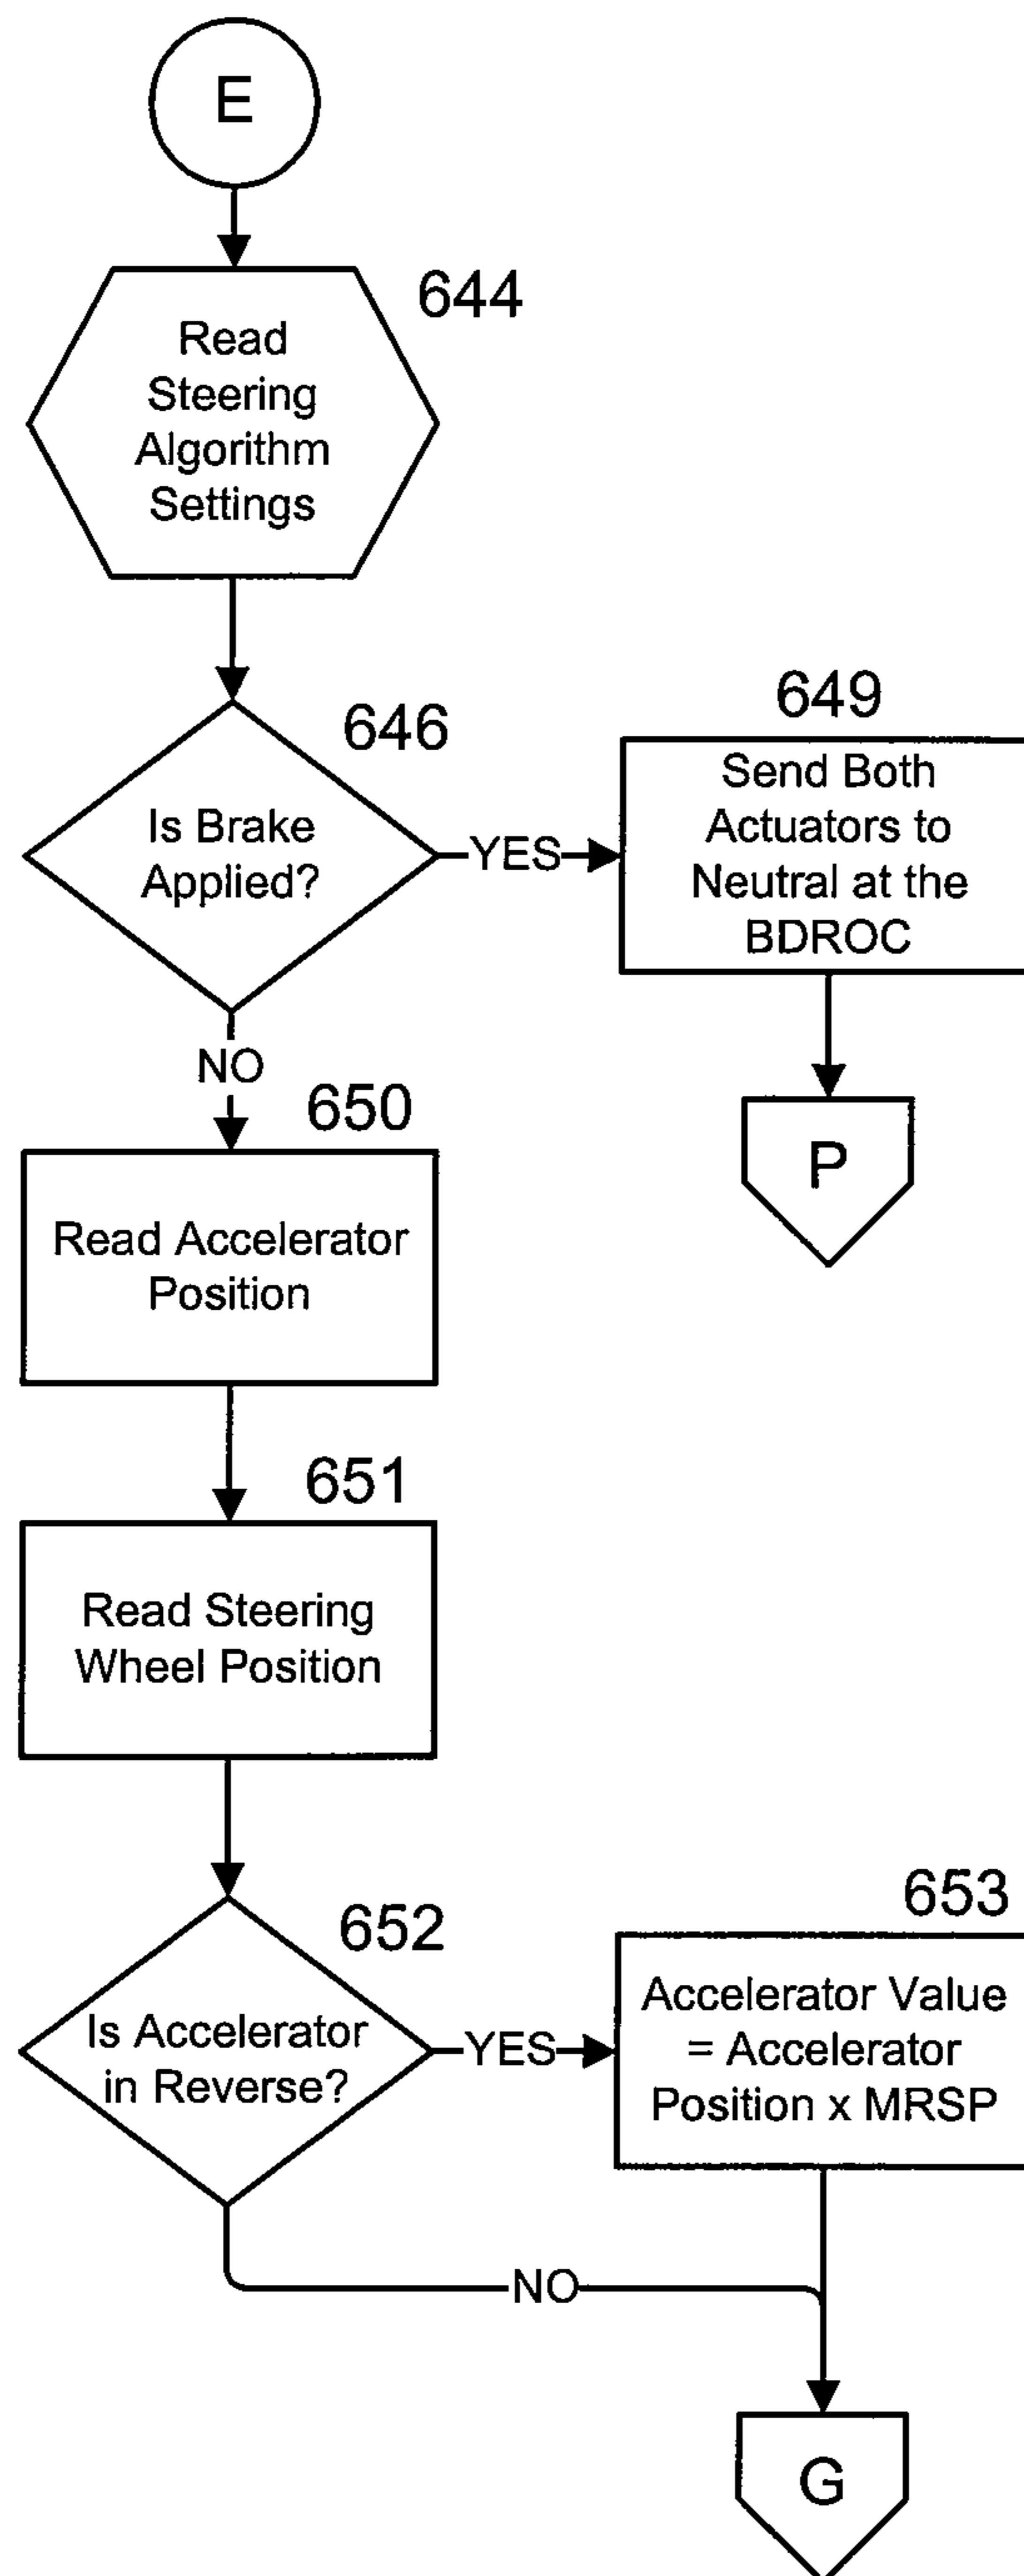 E
644
Read
Steering
Algorithm
Settings
646
Is Brake
Applied?
YES
649
Send Both
Actuators to
Neutral at the
BDROC
P
NO
650
Read Accelerator
Position
651
Read Steering
Wheel Position
652
Is Accelerator
in Reverse?
YES
653
Accelerator Value
= Accelerator
Position x MRSP
NO
G